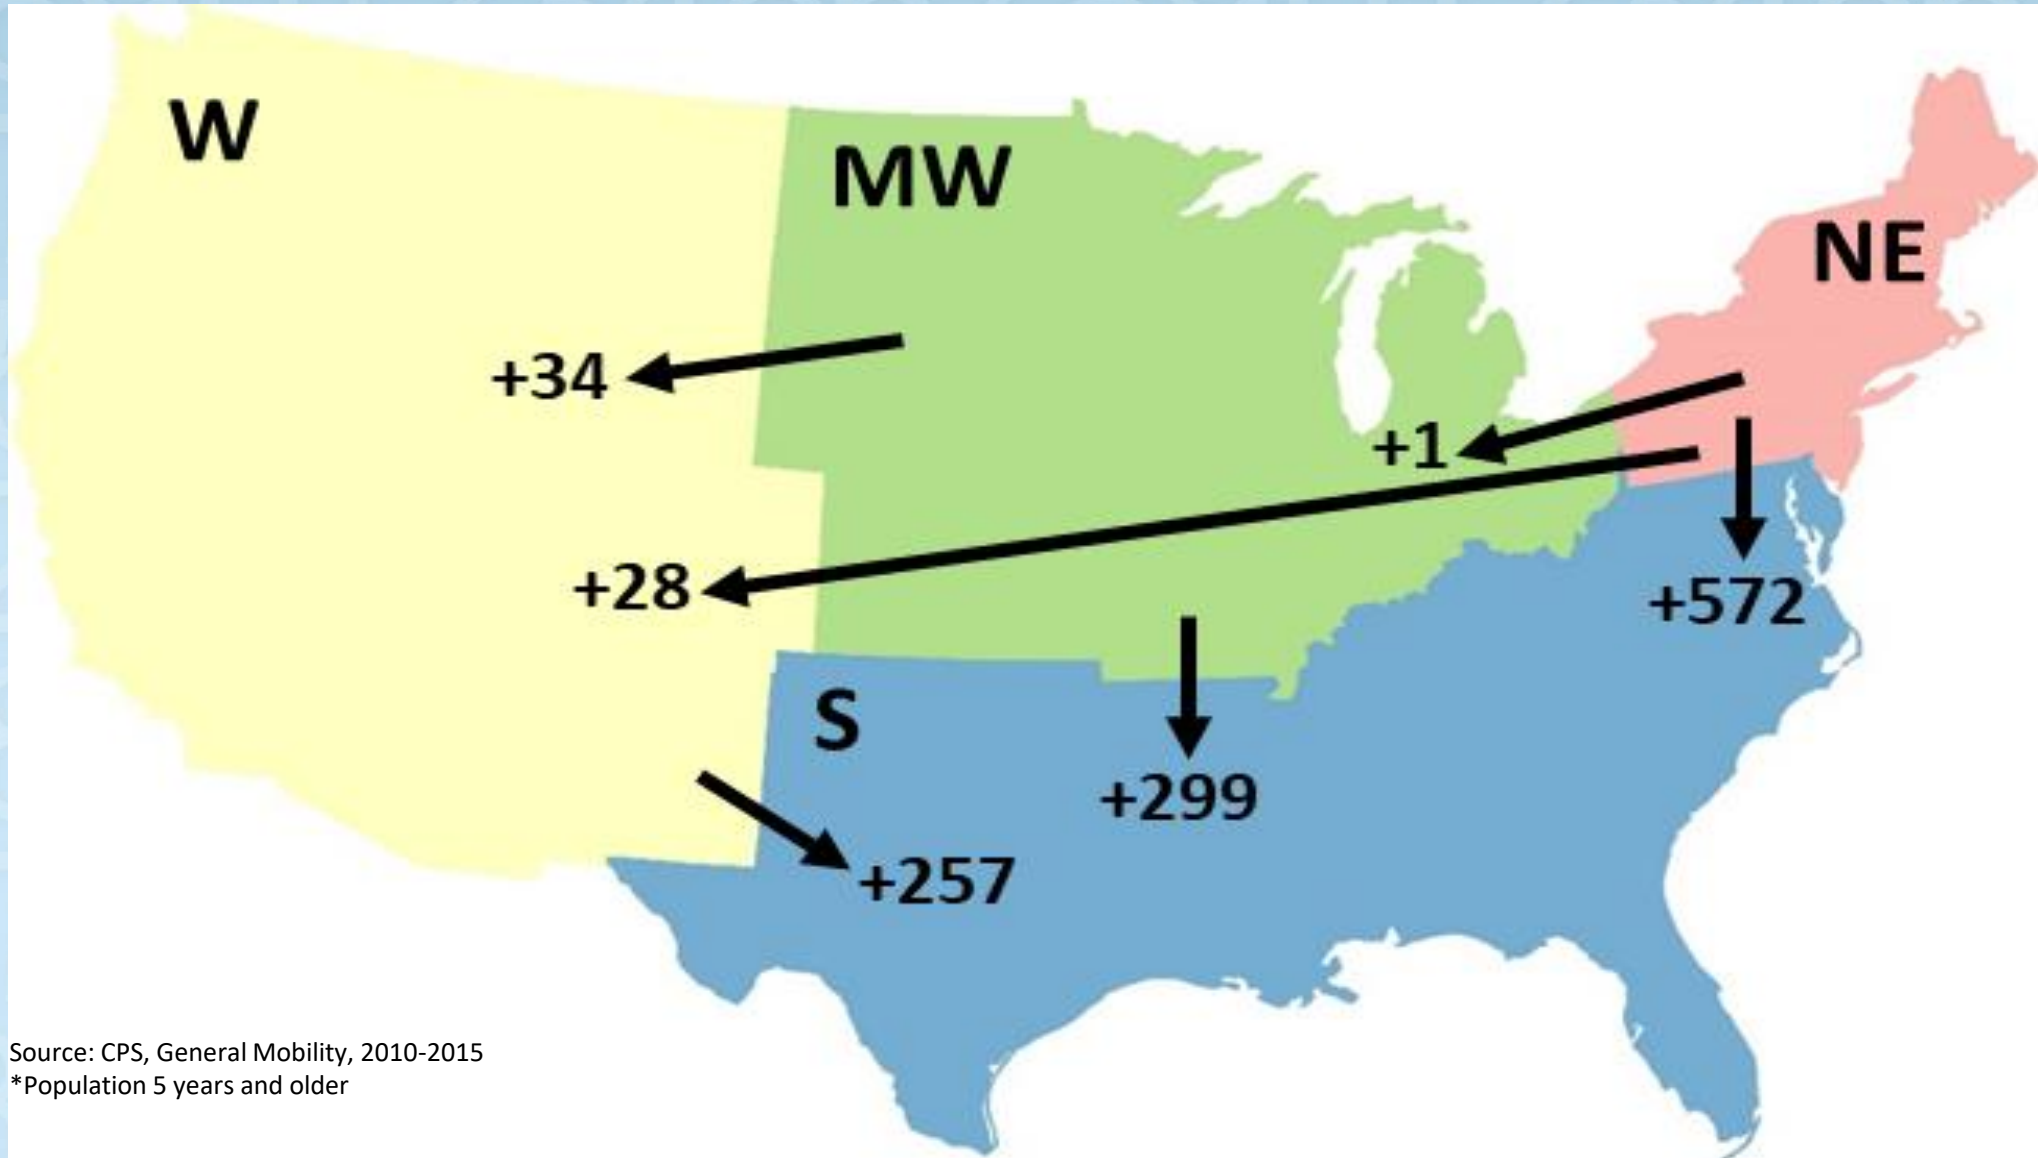 W
MW
NE
+34
+1
+28
+572
S
+299
+257
Source: CPS, General Mobility, 2010-2015
*Population 5 years and older